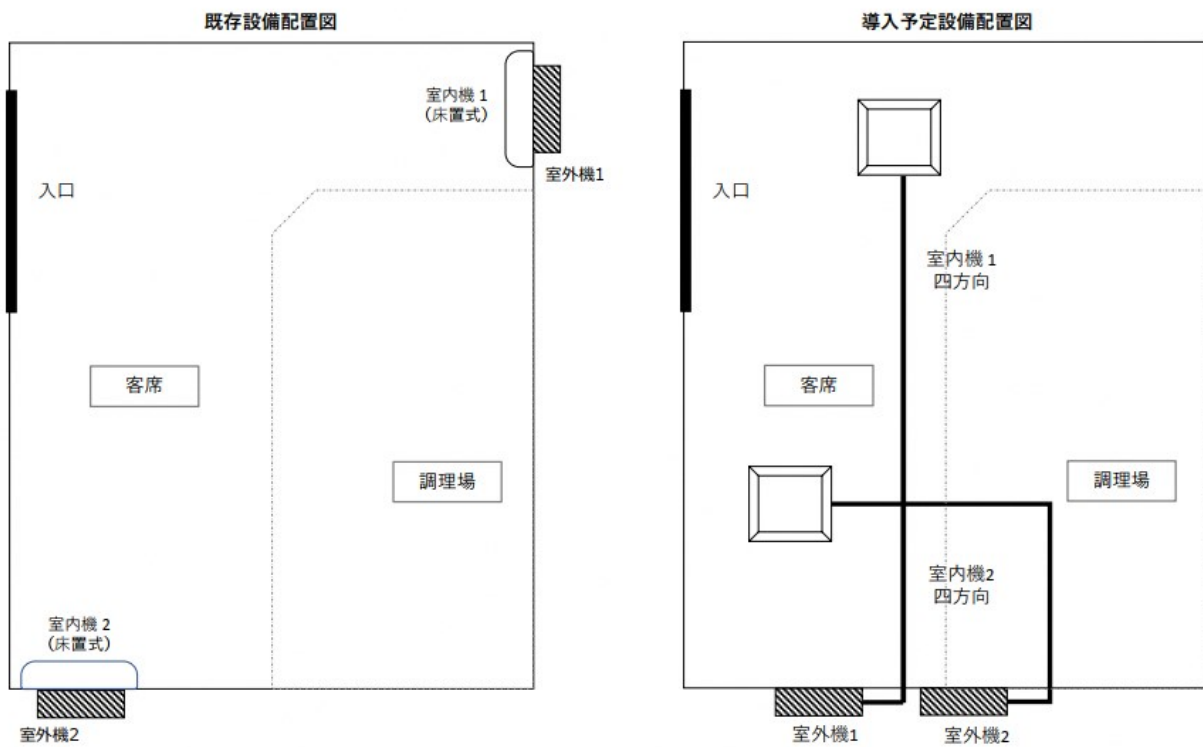 既存設備配置図
室内機 1
（床置式）
室外機1
入口
客席
調理場
室内機 2
（床置式）
室外機2
導入予定設備配置図
入口
室内機 1
四方向
客席
調理場
室内機2
四方向
室外機1
室外機2